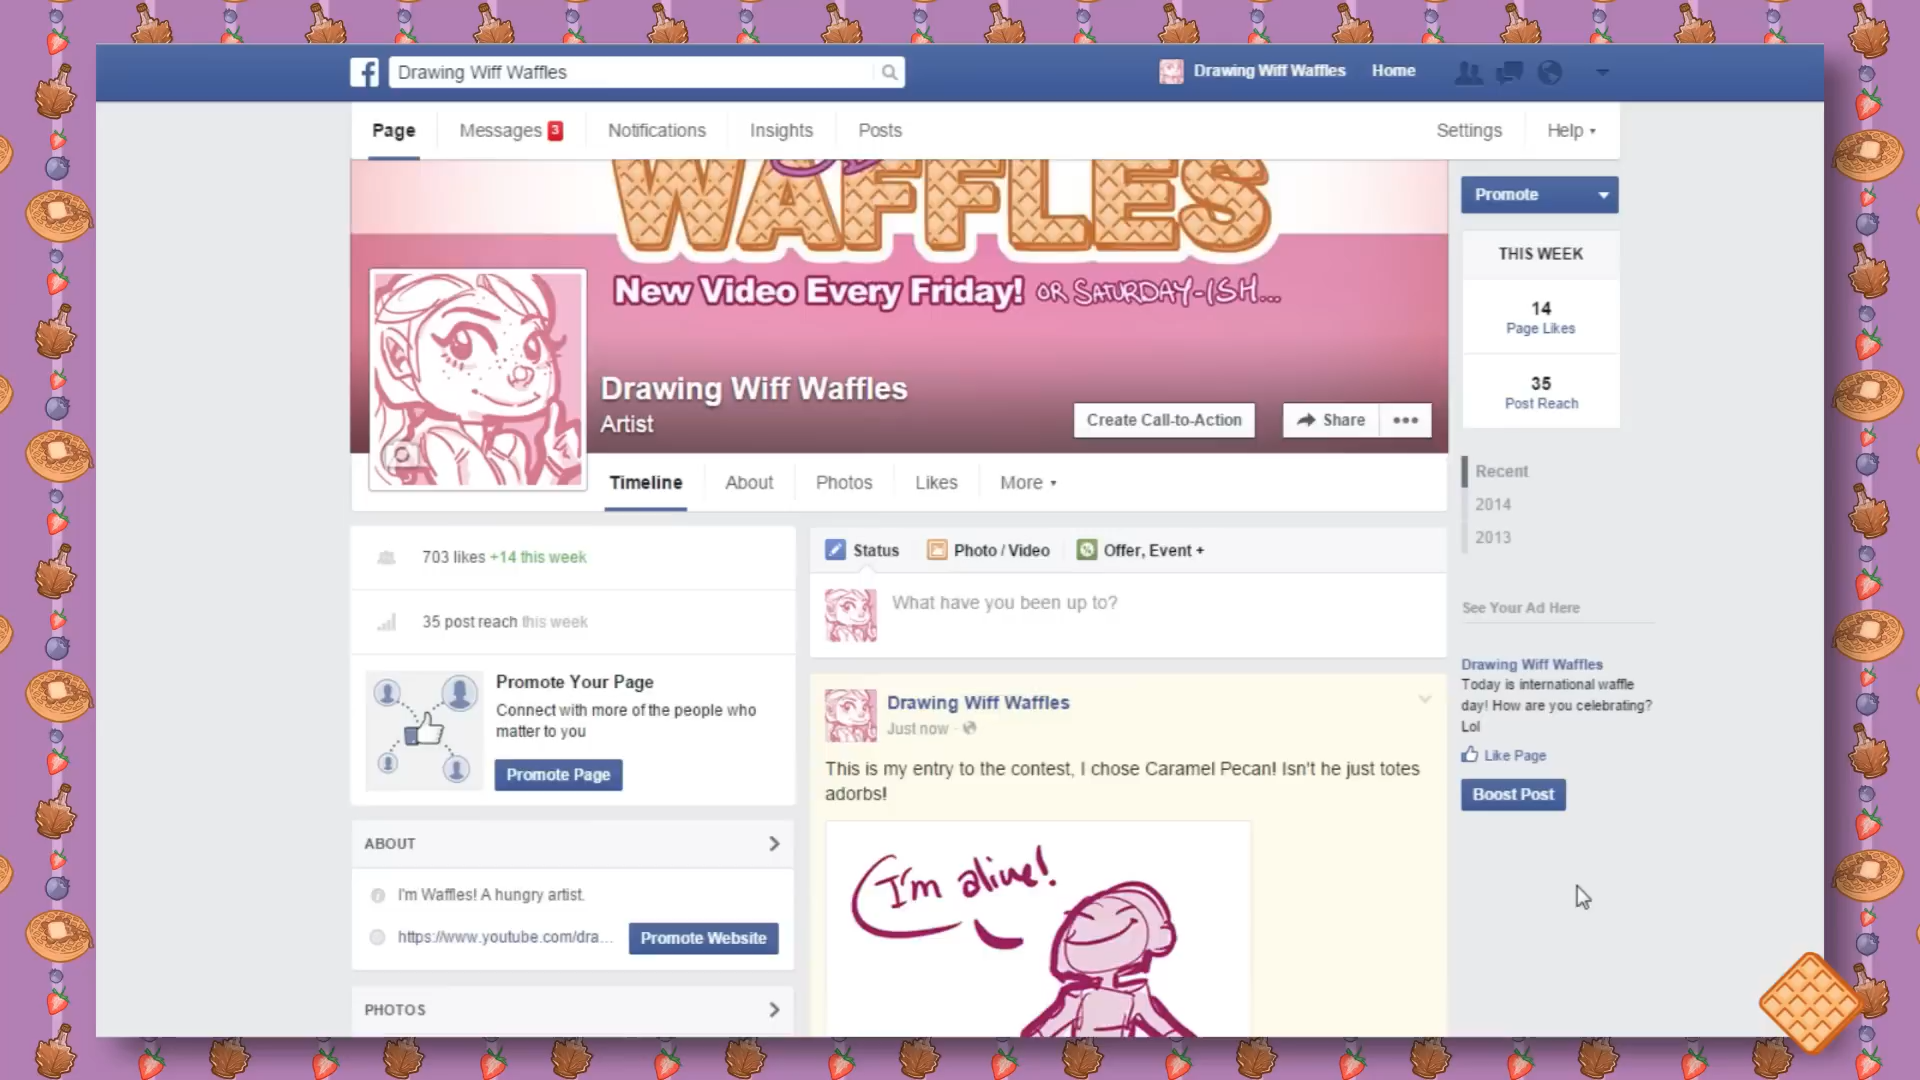 Drawing Wiff Waffles
Drawing Wiff Waffles Home
Page Messages 3 Notifications Insights Posts Settings Help
WAFFLES
New Video Every Friday! OR SATURDAY-ISH...
Drawing Wiff Waffles
Artist
Create Call-to-Action Share
Timeline About Photos Likes More
Promote
THIS WEEK
14
Page Likes
35
Post Reach
Recent
2014
2013
703 likes +14 this week
35 post reach this week
Promote Your Page
Connect with more of the people who
matter to you
Promote Page
ABOUT
I'm Waffles! A hungry artist.
https://www.youtube.com/dra... Promote Website
PHOTOS
Status Photo / Video Offer, Event +
What have you been up to?
Drawing Wiff Waffles
Just now
This is my entry to the contest, I chose Caramel Pecan! Isn't he just totes
adorbs!
I'm alive!
See Your Ad Here
Drawing Wiff Waffles
Today is international waffle
day! How are you celebrating?
Lol
Like Page
Boost Post